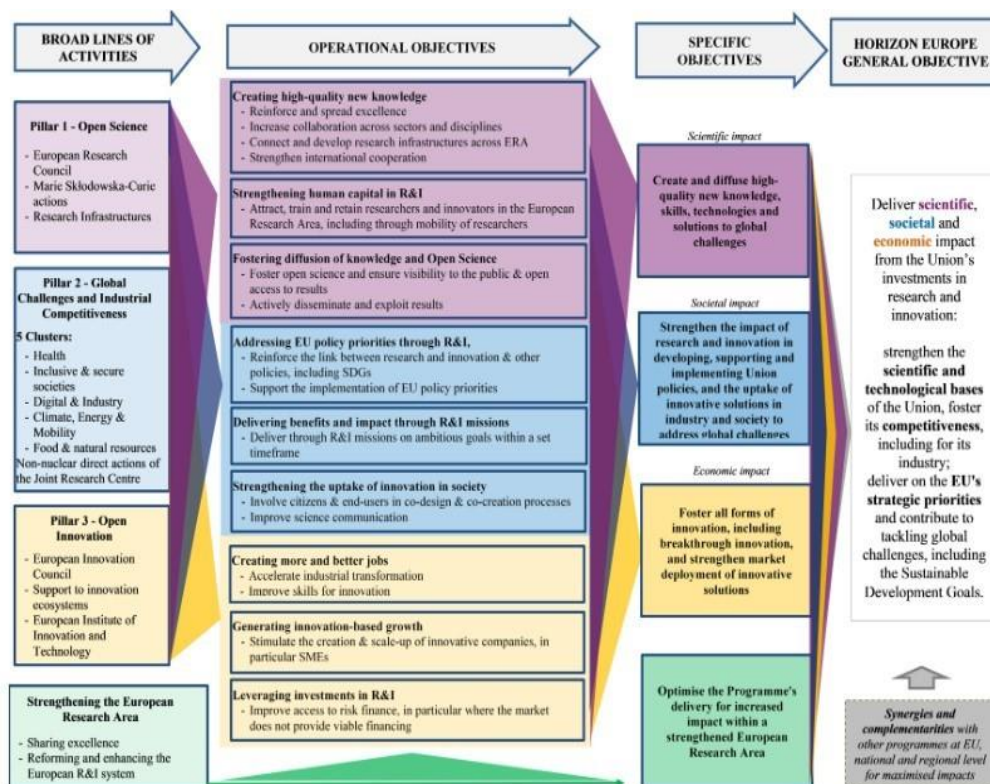 BROAD LINES OF
ACTIVITIES
OPERATIONAL OBJECTIVES
SPECIFIC
OBJECTIVES
HORIZON EUROPE
GENERAL OBJECTIVE
Pillar 1 - Open Science
- European Research
Council
- Marie Skłodowska-Curie
actions
- Research Infrastructures
Pillar 2 - Global
Challenges and Industrial
Competitiveness
5 Clusters:
- Health
- Inclusive & secure
societies
- Digital & Industry
- Climate, Energy &
Mobility
- Food & natural resources
Non-nuclear direct actions of
the Joint Research Centre
Pillar 3 - Open
Innovation
- European Innovation
Council
- Support to innovation
ecosystems
- European Institute of
Innovation and
Technology
Strengthening the European
Research Area
- Sharing excellence
- Reforming and enhancing the
European R&I system
Creating high-quality new knowledge
- Reinforce and spread excellence
- Increase collaboration across sectors and disciplines
- Connect and develop research infrastructures across ERA
- Strengthen international cooperation
Strengthening human capital in R&I
- Attract, train and retain researchers and innovators in the European
Research Area, including through mobility of researchers
Fostering diffusion of knowledge and Open Science
- Foster open science and ensure visibility to the public & open
access to results
- Actively disseminate and exploit results
Addressing EU policy priorities through R&I,
- Reinforce the link between research and innovation & other
policies, including SDGs
- Support the implementation of EU policy priorities
Delivering benefits and impact through R&I missions
- Deliver through R&I missions on ambitious goals within a set
timeframe
Strengthening the uptake of innovation in society
- Involve citizens & end-users in co-design & co-creation processes
- Improve science communication
Creating more and better jobs
- Accelerate industrial transformation
- Improve skills for innovation
Generating innovation-based growth
- Stimulate the creation & scale-up of innovative companies, in
particular SMEs
Leveraging investments in R&I
- Improve access to risk finance, in particular where the market
does not provide viable financing
Scientific impact
Create and diffuse high-
quality new knowledge,
skills, technologies and
solutions to global
challenges
Societal impact
Strengthen the impact of
research and innovation in
developing, supporting and
implementing Union
policies, and the uptake of
innovative solutions in
industry and society to
address global challenges
Economic impact
Foster all forms of
innovation, including
breakthrough innovation,
and strengthen market
deployment of innovative
solutions
Optimise the Programme's
delivery for increased
impact within a
strengthened European
Research Area
Deliver scientific,
societal and
economic impact
from the Union's
investments in
research and
innovation:
strengthen the
scientific and
technological bases
of the Union, foster
its competitiveness,
including for its
industry;
deliver on the EU's
strategic priorities
and contribute to
tackling global
challenges, including
the Sustainable
Development Goals.
Synergies and
complementarities with
other programmes at EU,
national and regional level
for maximised impacts